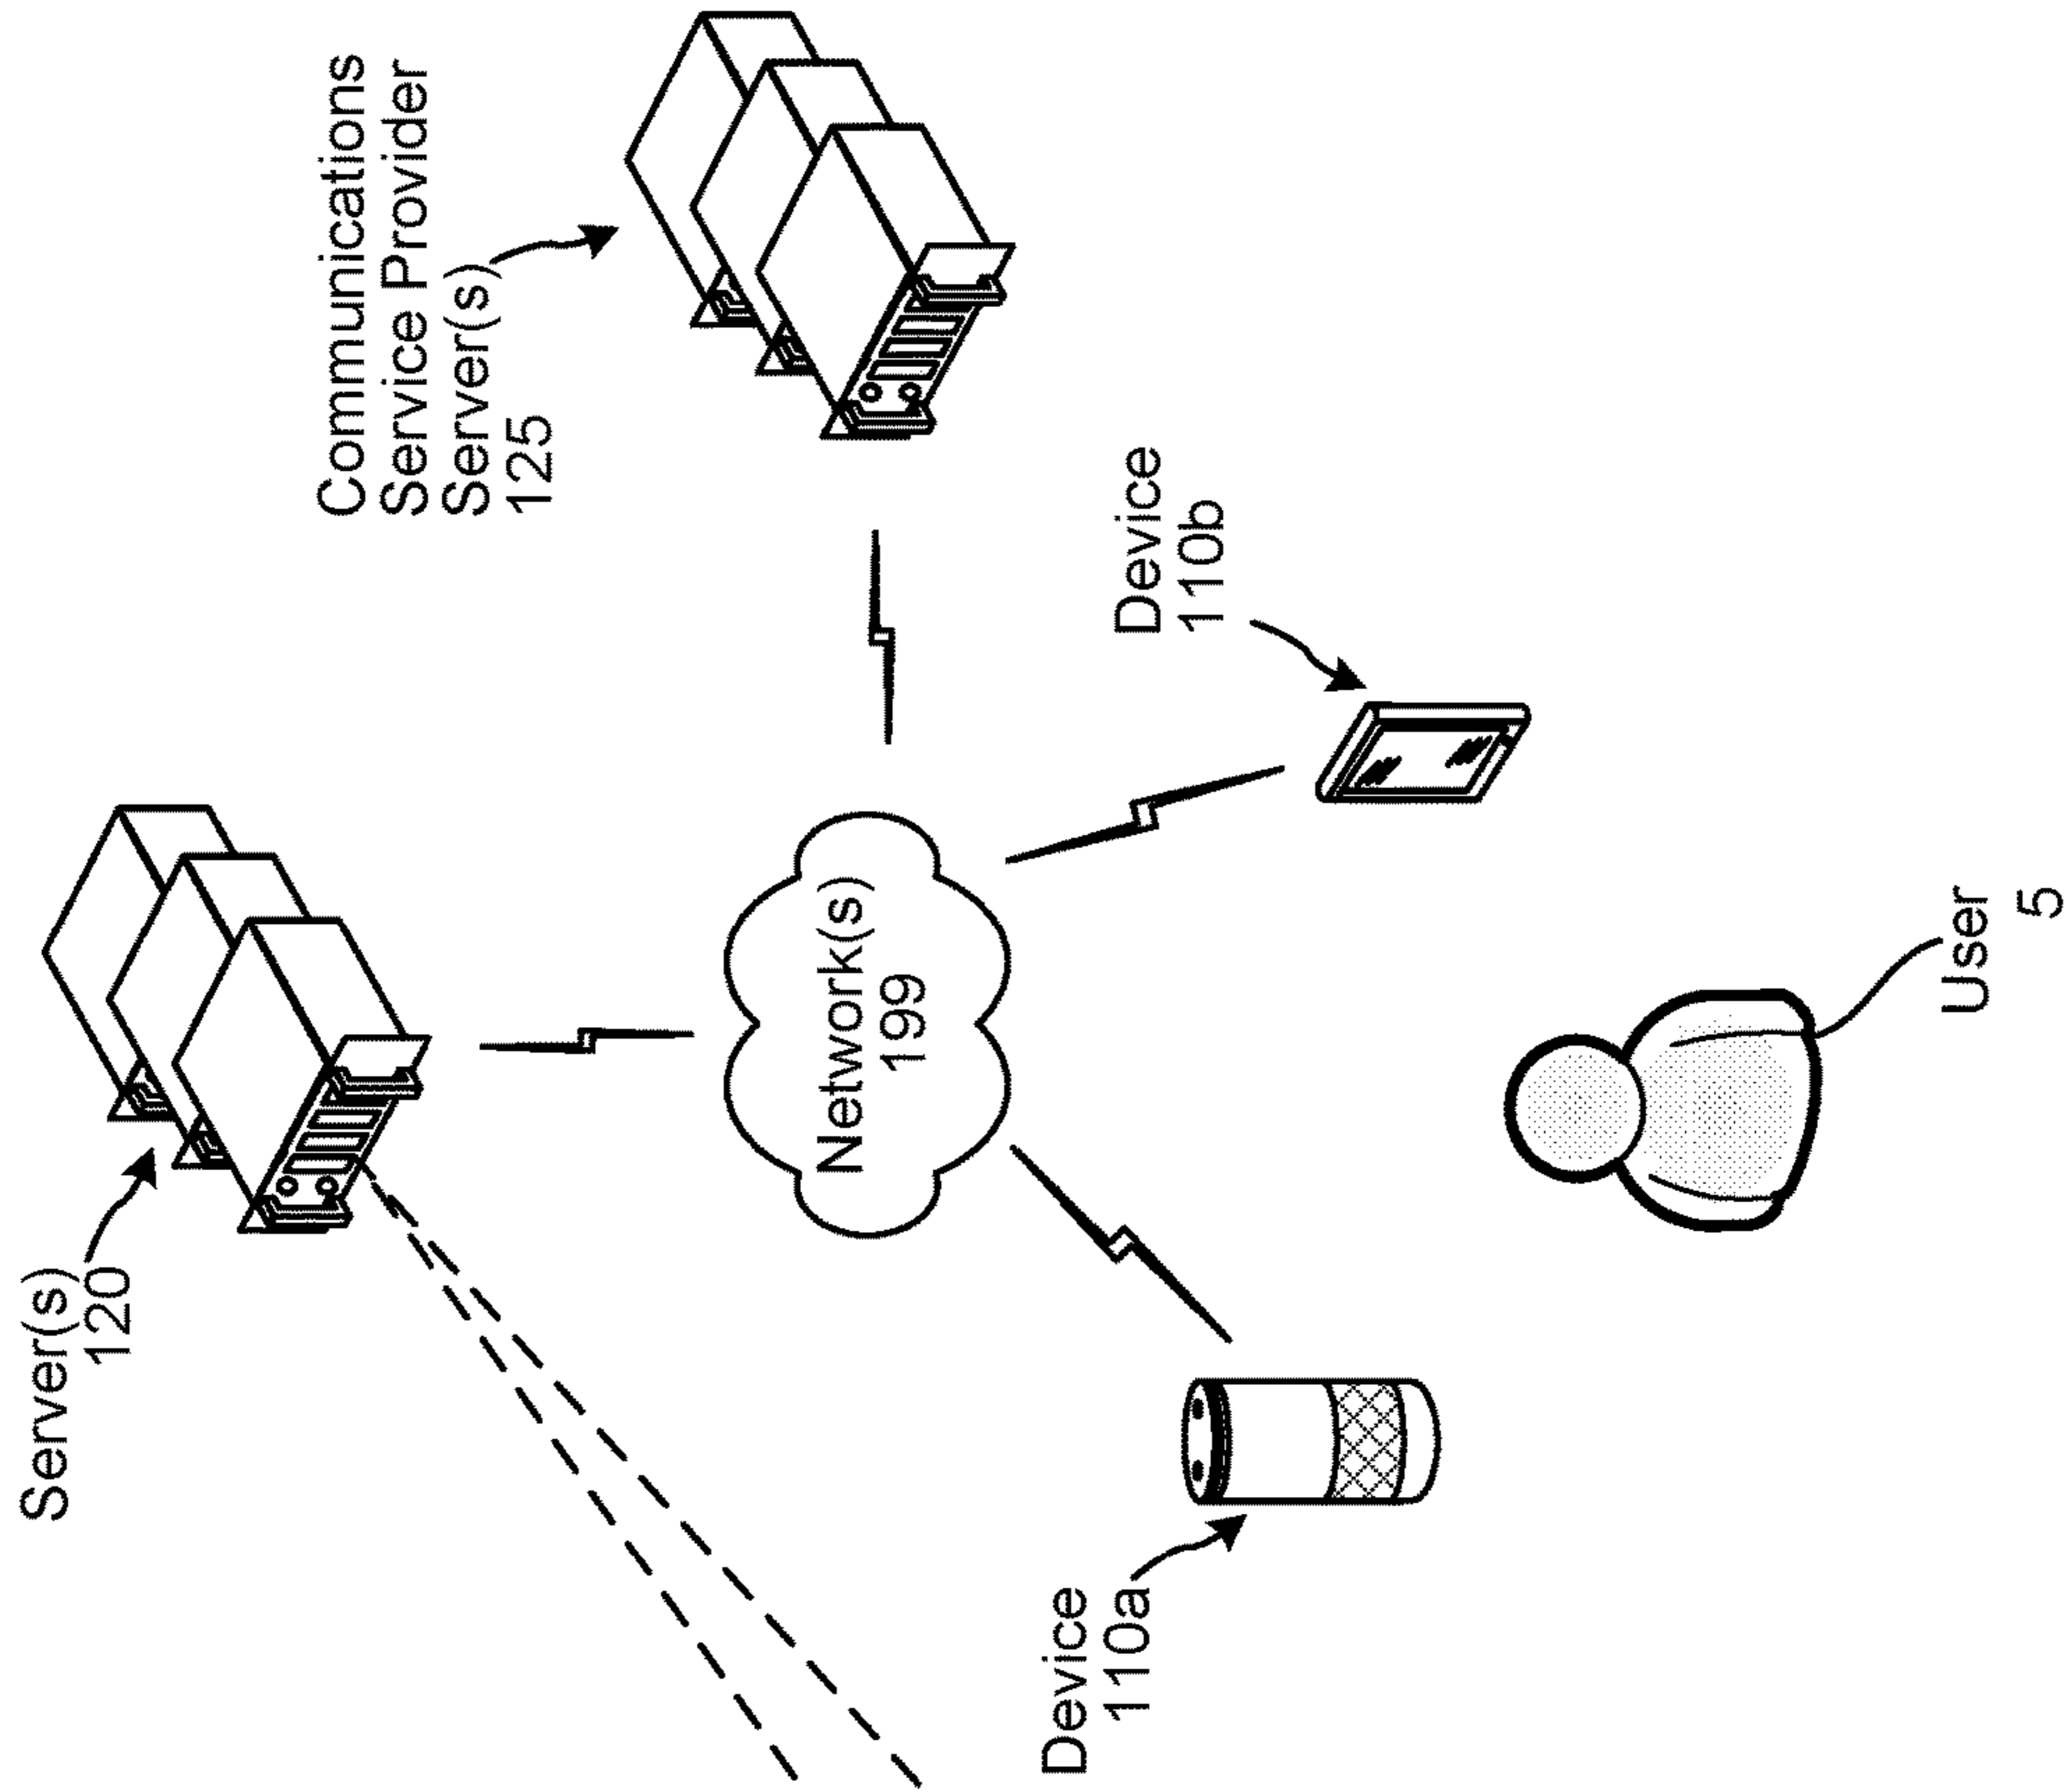 Server(s)
120
Communications
Service Provider
Server(s)
125
Network(s)
199
Device
110a
Device
110b
User
5